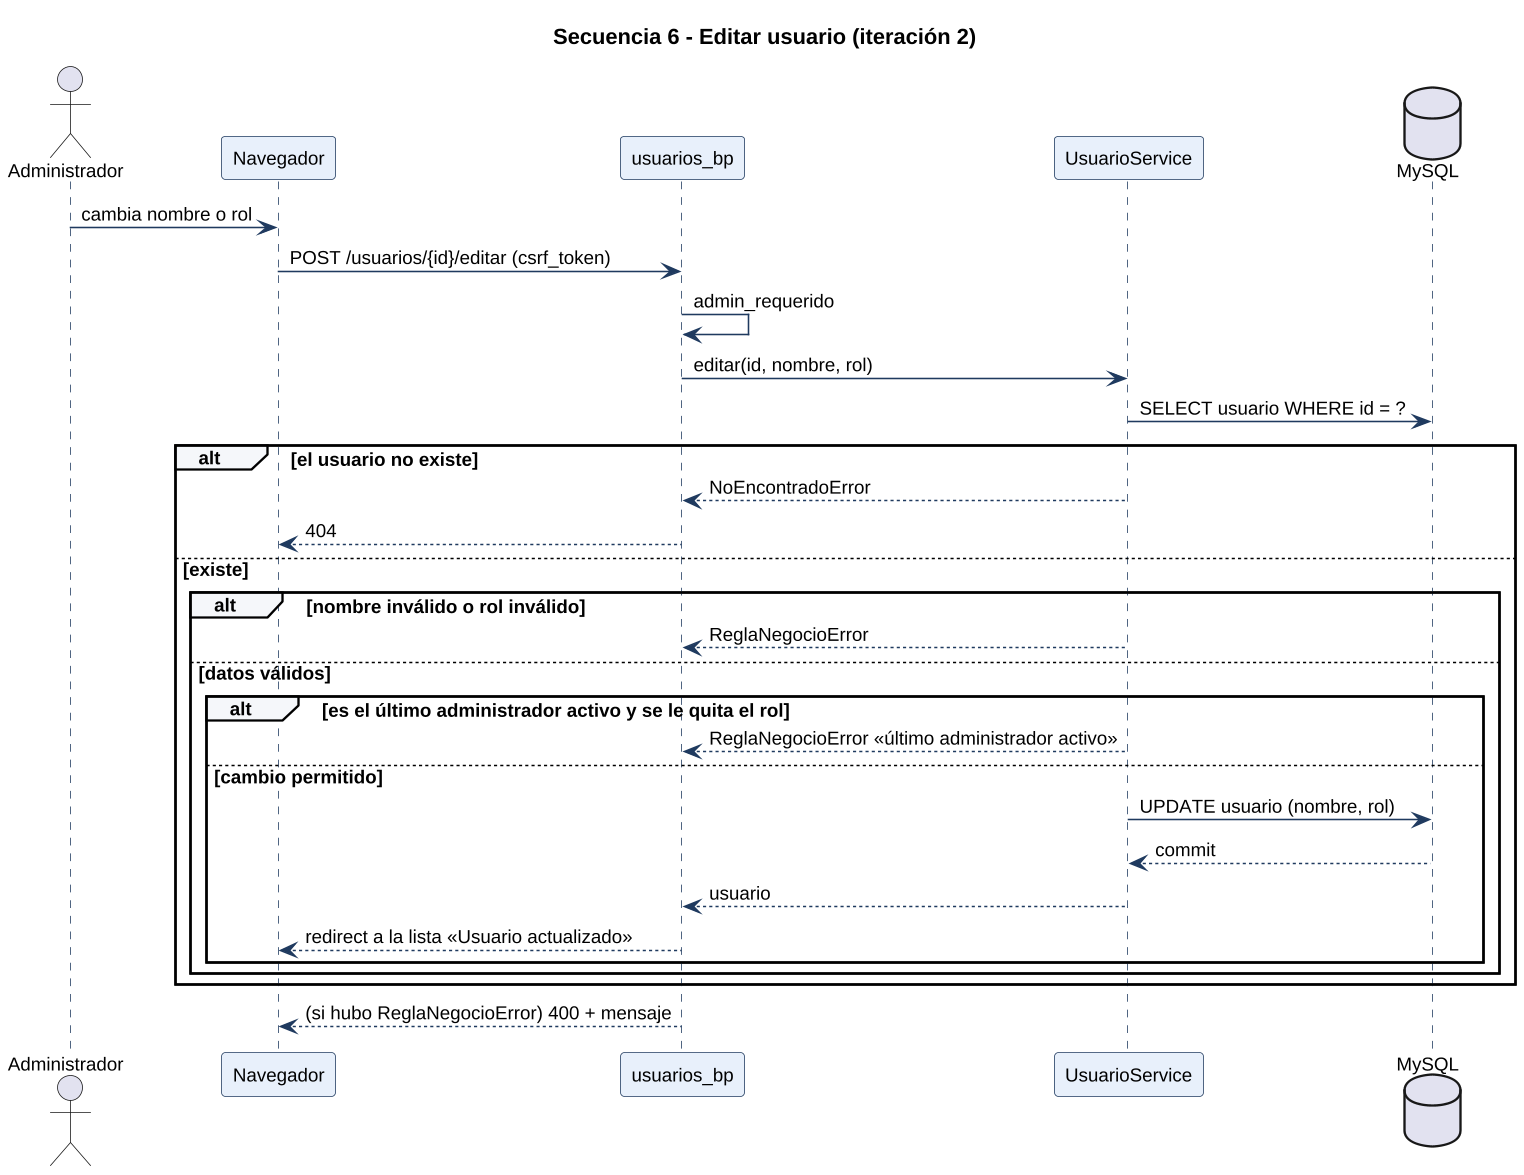 Secuencia 6 - Editar usuario (iteración 2)
Administrador
Navegador
usuarios_bp
UsuarioService
MySQL
cambia nombre o rol
POST /usuarios/{id}/editar (csrf_token)
admin_requerido
editar(id, nombre, rol)
SELECT usuario WHERE id = ?
alt
[el usuario no existe]
NoEncontradoError
404
[existe]
alt
[nombre inválido o rol inválido]
ReglaNegocioError
[datos válidos]
alt
[es el último administrador activo y se le quita el rol]
ReglaNegocioError «último administrador activo»
[cambio permitido]
UPDATE usuario (nombre, rol)
commit
usuario
redirect a la lista «Usuario actualizado»
(si hubo ReglaNegocioError) 400 + mensaje
Administrador
Navegador
usuarios_bp
UsuarioService
MySQL